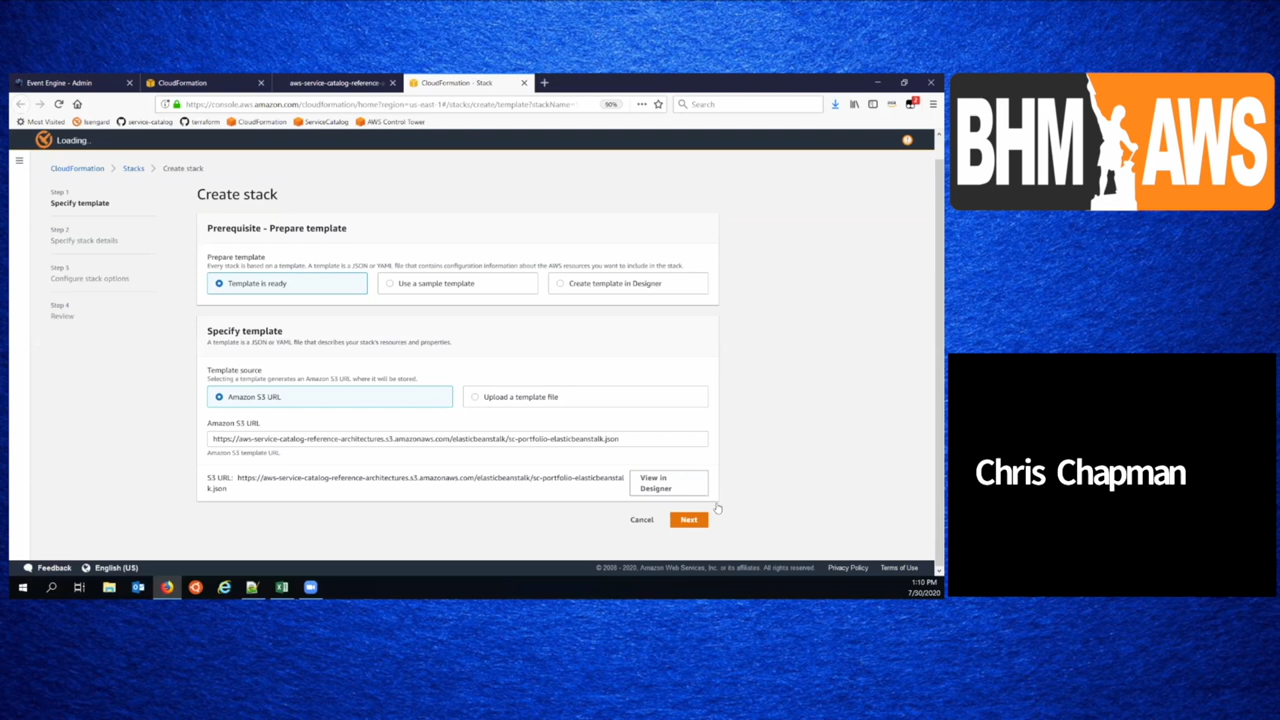 Event Engine - Admin
CloudFormation
aws-service-catalog-reference-
CloudFormation - Stack
https://console.aws.amazon.com/cloudformation/home?region=us-east-1#/stacks/create/template?stackName=
90%
Search
2
Most Visited
Isengard
service-catalog
terraform
CloudFormation
ServiceCatalog
AWS Control Tower
Loading..
CloudFormation
Stacks
Create stack
Step 1
Specify template
Step 2
Specify stack details
Step 3
Configure stack options
Step 4
Review
Create stack
Prerequisite - Prepare template
Prepare template
Every stack is based on a template. A template is a JSON or YAML file that contains configuration information about the AWS resources you want to include in the stack.
Template is ready
Use a sample template
Create template in Designer
Specify template
A template is a JSON or YAML file that describes your stack's resources and properties.
Template source
Selecting a template generates an Amazon S3 URL where it will be stored.
Amazon S3 URL
Upload a template file
Amazon S3 URL
https://aws-service-catalog-reference-architectures.s3.amazonaws.com/elasticbeanstalk/sc-portfolio-elasticbeanstalk.json
Amazon S3 template URL
S3 URL: https://aws-service-catalog-reference-architectures.s3.amazonaws.com/elasticbeanstalk/sc-portfolio-elasticbeanstal
k.json
View in
Designer
Cancel
Next
Feedback
English (US)
© 2008 - 2020, Amazon Web Services, Inc. or its affiliates. All rights reserved.
Privacy Policy
Terms of Use
1:10 PM
7/30/2020
BHM AWS
Chris Chapman